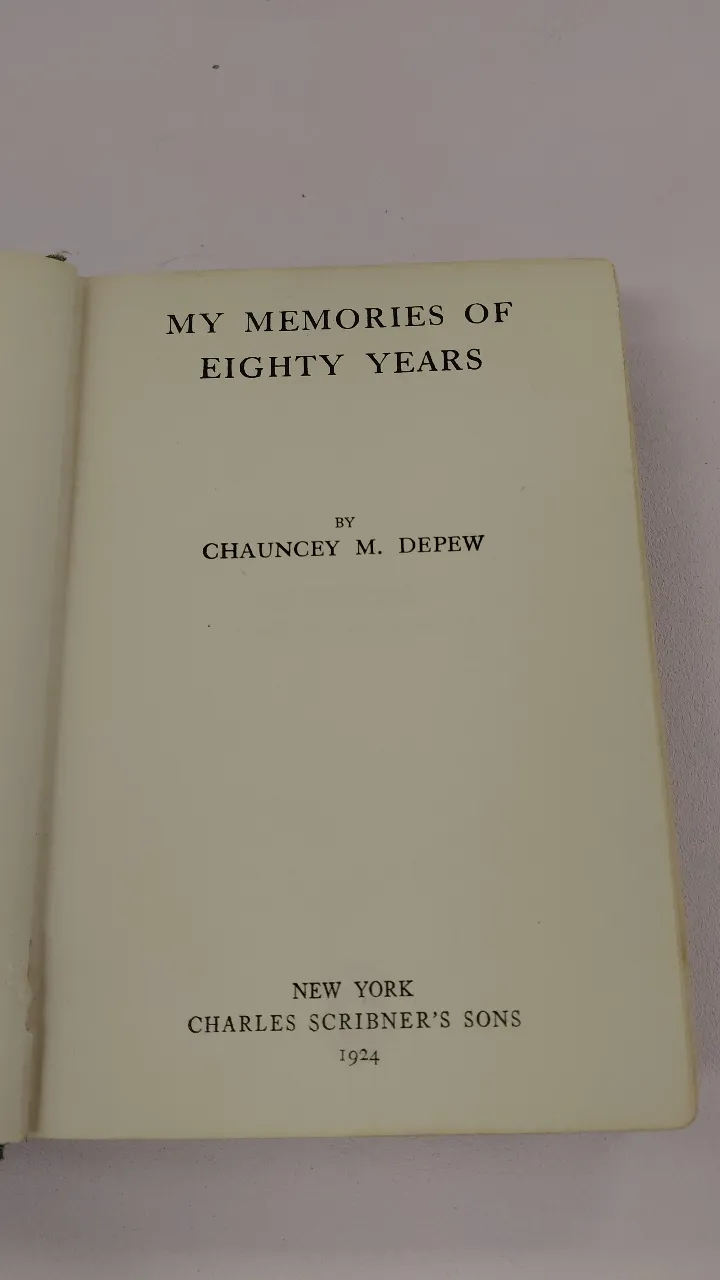 MY MEMORIES OF
EIGHTY YEARS
BY
CHAUNCEY M. DEPEW
NEW YORK
CHARLES SCRIBNER'S SONS
1924